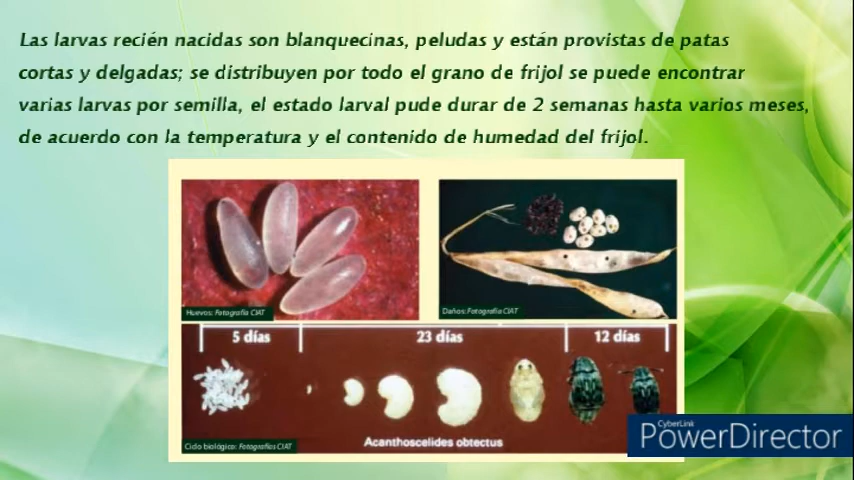 Las larvas recién nacidas son blanquecinas, peludas y están provistas de patas
cortas y delgadas; se distribuyen por todo el grano de frijol se puede encontrar
varias larvas por semilla, el estado larval pude durar de 2 semanas hasta varios meses,
de acuerdo con la temperatura y el contenido de humedad del frijol.
Huevos: Fotografía CIAT
Daños: Fotografía CIAT
5 días
23 días
12 días
Ciclo biológico: Fotografías CIAT
Acanthoscelides obtectus
CyberLink
PowerDirector